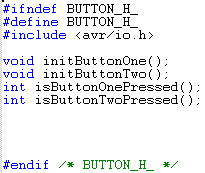 #ifndef BUTTON_H_
#define BUTTON_H_
#include <avr/io.h>
void initButtonOne();
void initButtonTwo();
int isButtonOnePressed();
int isButtonTwoPressed();
#endif /* BUTTON_H_ */